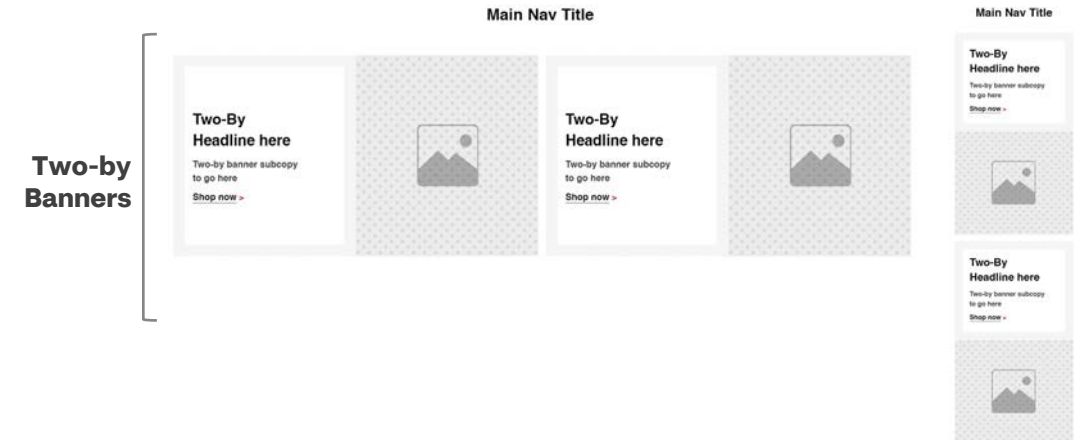 Main Nav Title
Two-by
Banners
Two-By
Headline here
Two-by banner subcopy
to go here
Shop now >
Two-By
Headline here
Two-by banner subcopy
to go here
Shop now >
Main Nav Title
Two-By
Headline here
Two-by banner subcopy
to go here
Shop now >
Two-By
Headline here
Two-by banner subcopy
to go here
Shop now >